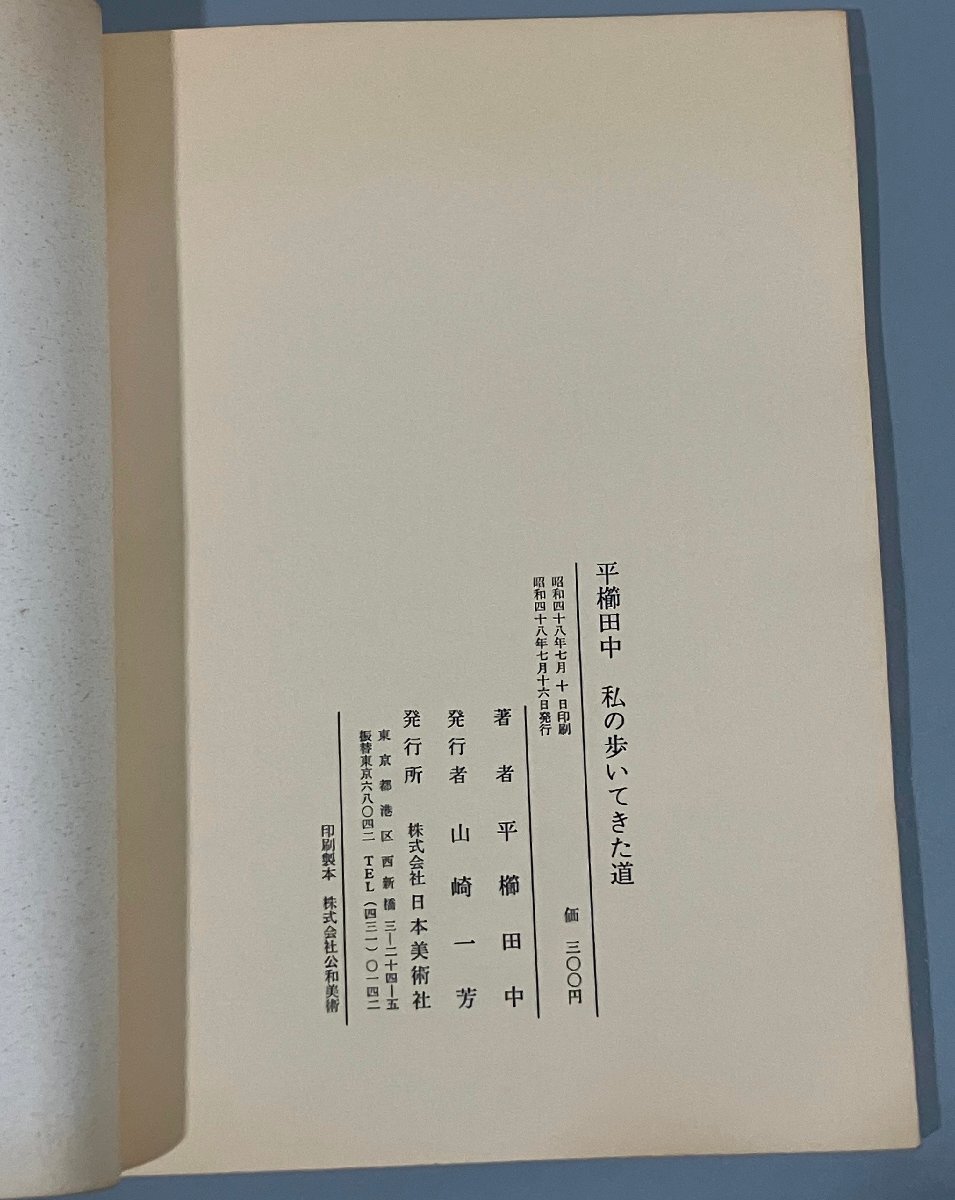 平櫛田中　私の歩いてきた道
価　三〇〇円
昭和四十八年七月　十　日印刷
昭和四十八年七月十六日発行
著　者　平　櫛　田　中
発行者　山　崎　一　芳
発行所　株式会社　日本美術社
東京都港区西新橋三―二十四―五
振替東京六八〇四二　TEL（四三一）〇一四二
印刷製本　株式会社公和美術